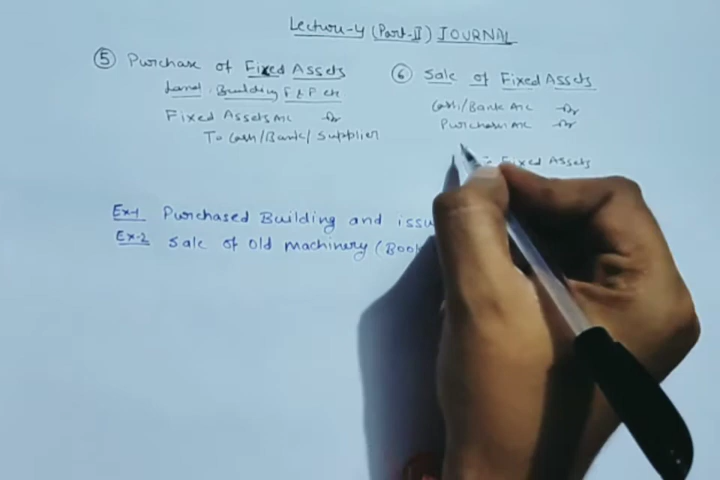 Lecture-4 (Part-II) JOURNAL
⑤ Purchase of Fixed Assets
Land, Building F&F etc
Fixed Assets A/c Dr
To Cash/Bank/Supplier
⑥ Sale of Fixed Assets
Cash/Bank A/c Dr
Purchaser A/c Dr
Fixed Assets
Ex-1 Purchased Building and issu
Ex-2 Sale of Old machinery (Boo